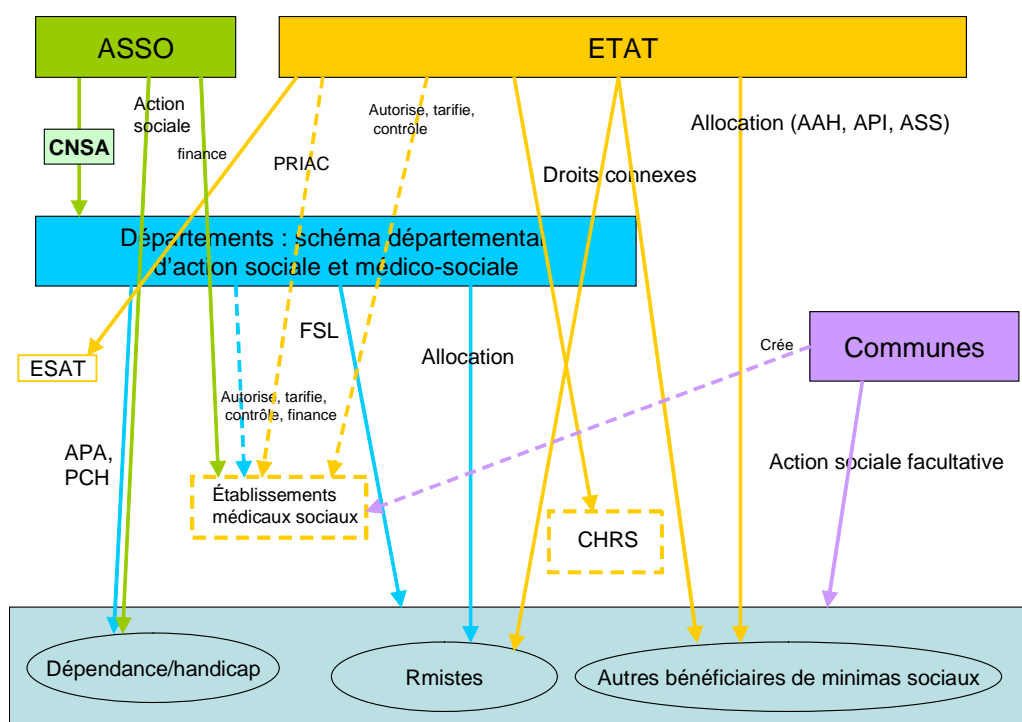 ASSO
ETAT
Action
sociale
Autorise, tarifie,
contrôle
Allocation (AAH, API, ASS)
CNSA
finance
PRIAC
Droits connexes
Départements : schéma départemental
d'action sociale et médico-sociale
FSL
Allocation
Crée
Communes
ESAT
Autorise, tarifie,
contrôle, finance
APA,
PCH
Action sociale facultative
Établissements
médicaux sociaux
CHRS
Dépendance/handicap
Rmistes
Autres bénéficiaires de minimas sociaux